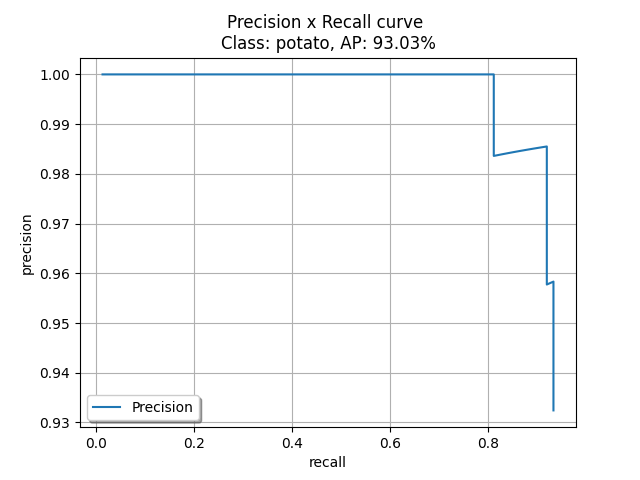 Precision x Recall curve
Class: potato, AP: 93.03%
1.00
0.99
0.98
0.97
0.96
0.95
0.94
0.93
precision
Precision
0.0 0.2 0.4 0.6 0.8
recall